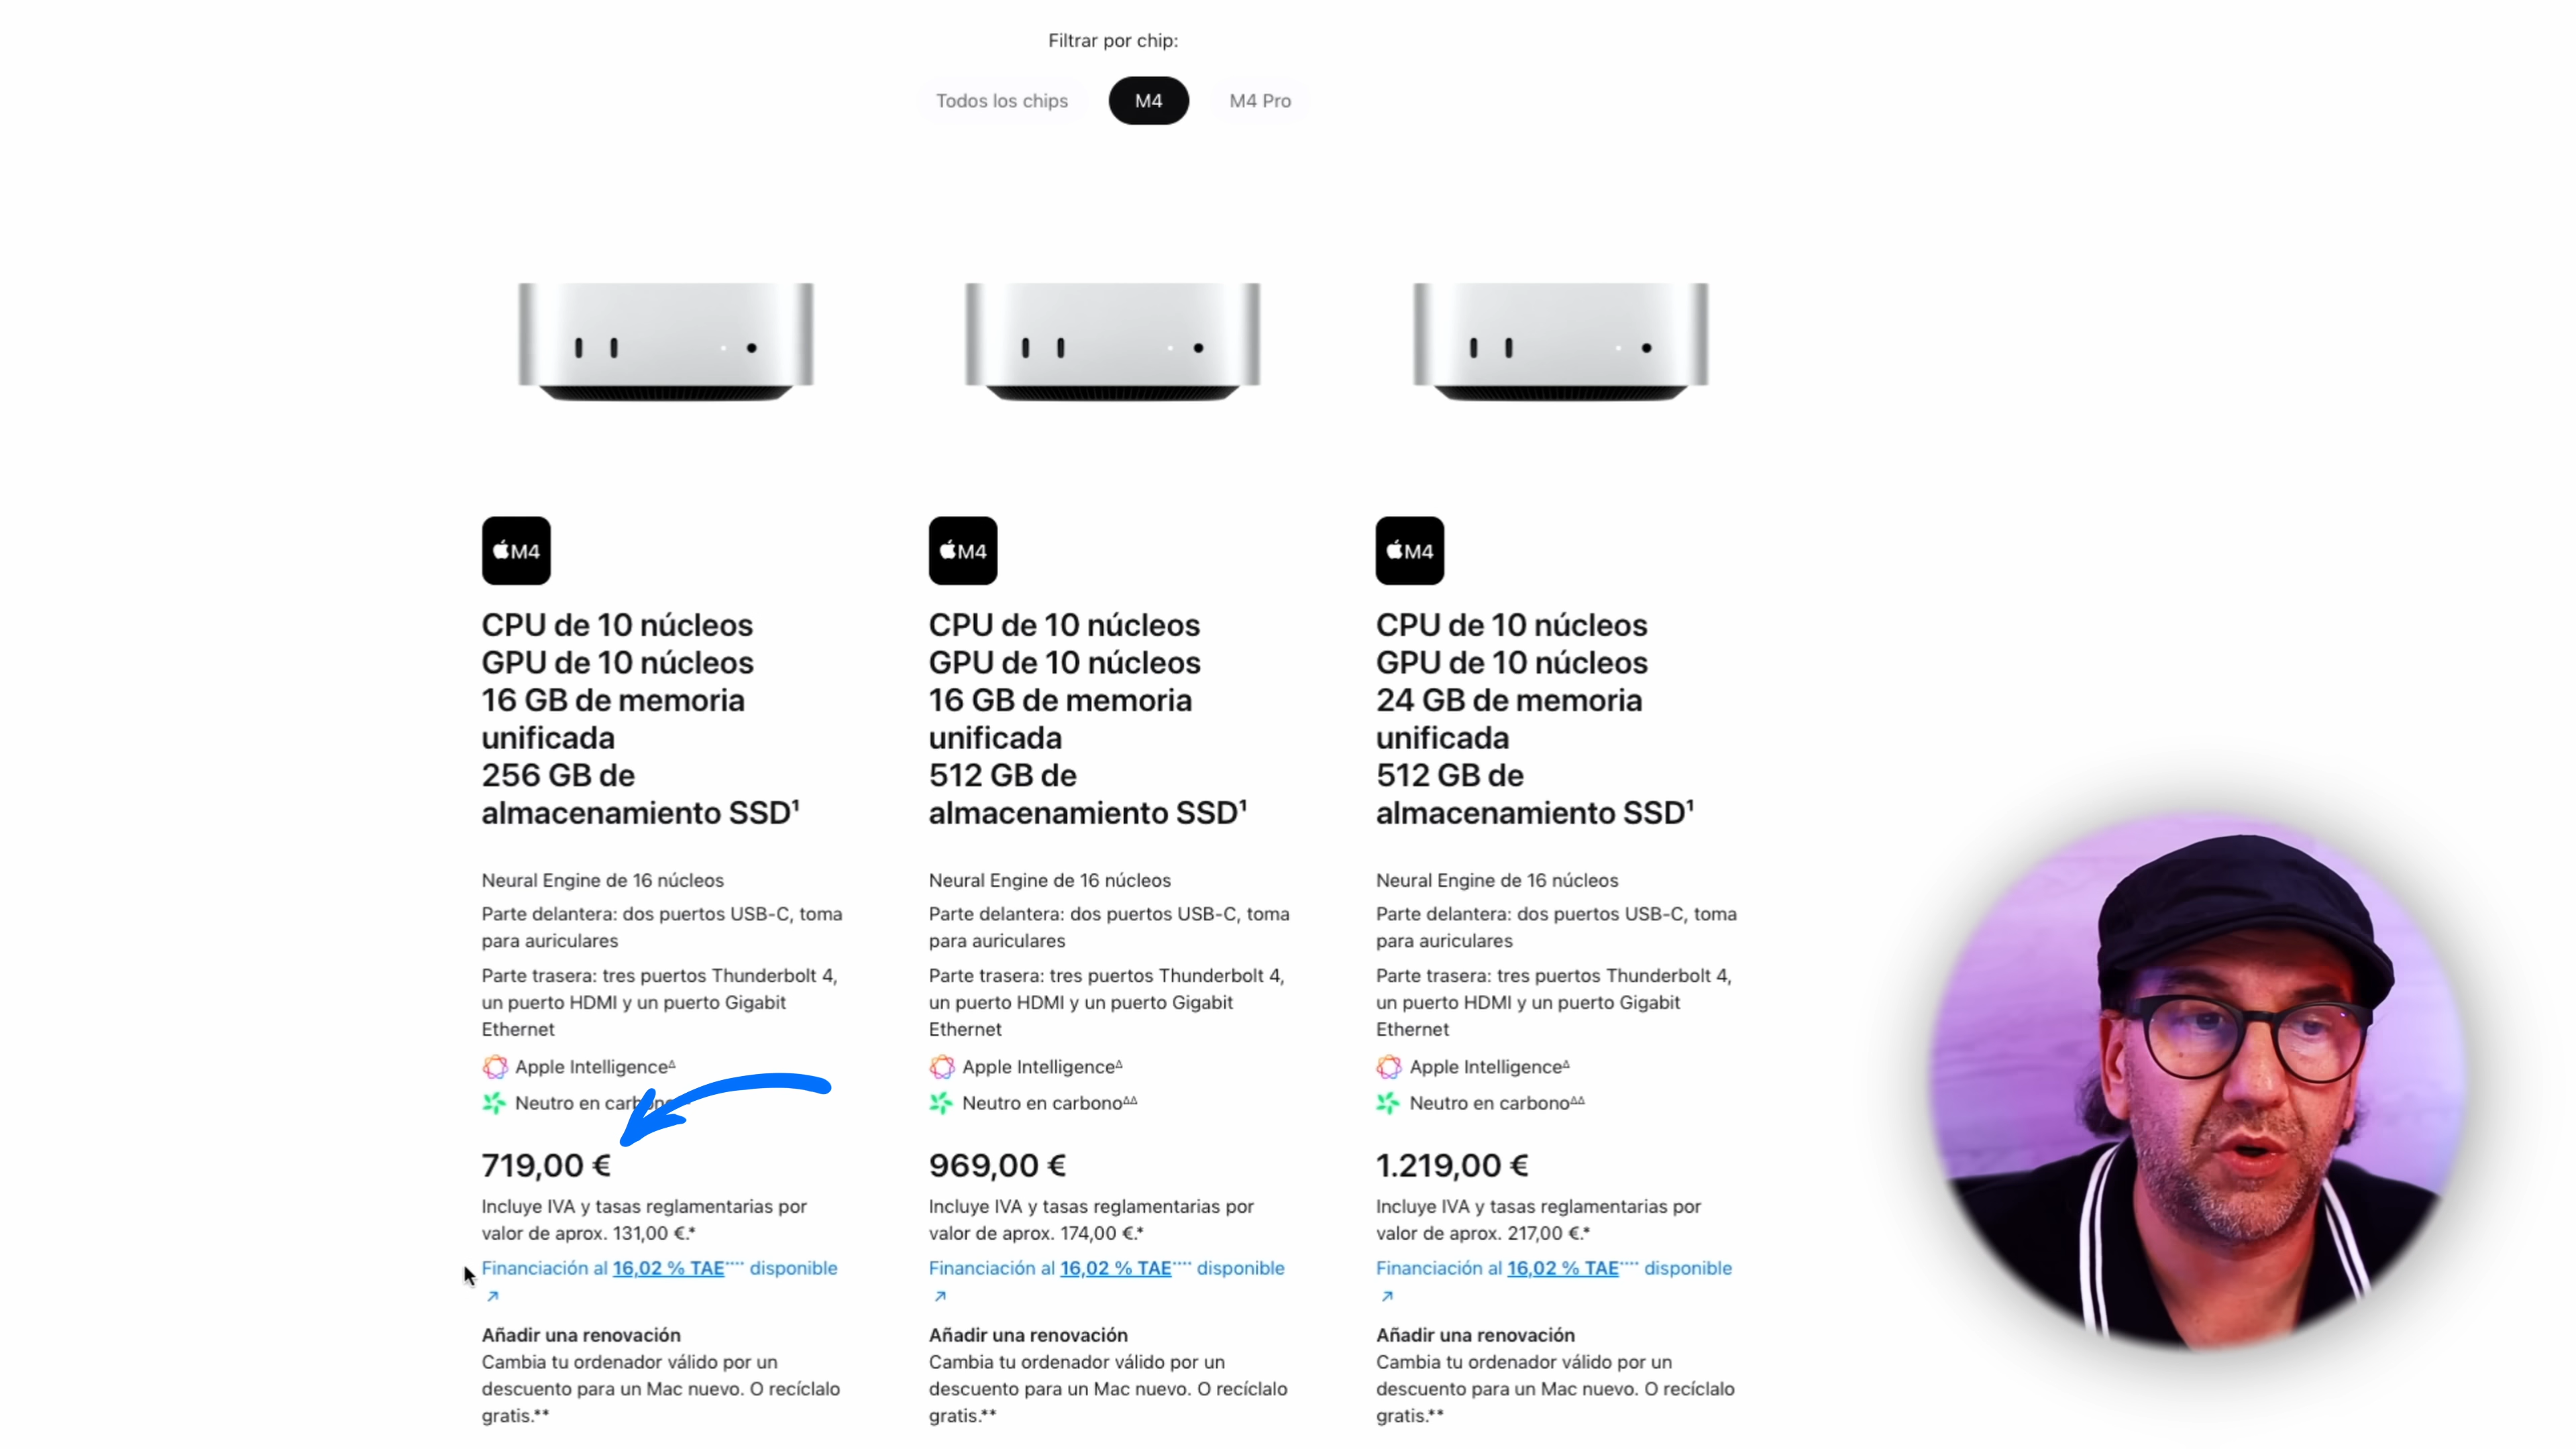 Filtrar por chip:
Todos los chips
M4
M4 Pro
M4
CPU de 10 núcleos
GPU de 10 núcleos
16 GB de memoria
unificada
256 GB de
almacenamiento SSD¹
Neural Engine de 16 núcleos
Parte delantera: dos puertos USB-C, toma
para auriculares
Parte trasera: tres puertos Thunderbolt 4,
un puerto HDMI y un puerto Gigabit
Ethernet
Apple Intelligence∆
Neutro en carbono
719,00 €
Incluye IVA y tasas reglamentarias por
valor de aprox. 131,00 €.*
Financiación al 16,02 % TAE**** disponible
Añadir una renovación
Cambia tu ordenador válido por un
descuento para un Mac nuevo. O recíclalo
gratis.**
M4
CPU de 10 núcleos
GPU de 10 núcleos
16 GB de memoria
unificada
512 GB de
almacenamiento SSD¹
Neural Engine de 16 núcleos
Parte delantera: dos puertos USB-C, toma
para auriculares
Parte trasera: tres puertos Thunderbolt 4,
un puerto HDMI y un puerto Gigabit
Ethernet
Apple Intelligence∆
Neutro en carbono∆∆
969,00 €
Incluye IVA y tasas reglamentarias por
valor de aprox. 174,00 €.*
Financiación al 16,02 % TAE**** disponible
Añadir una renovación
Cambia tu ordenador válido por un
descuento para un Mac nuevo. O recíclalo
gratis.**
M4
CPU de 10 núcleos
GPU de 10 núcleos
24 GB de memoria
unificada
512 GB de
almacenamiento SSD¹
Neural Engine de 16 núcleos
Parte delantera: dos puertos USB-C, toma
para auriculares
Parte trasera: tres puertos Thunderbolt 4,
un puerto HDMI y un puerto Gigabit
Ethernet
Apple Intelligence∆
Neutro en carbono∆∆
1.219,00 €
Incluye IVA y tasas reglamentarias por
valor de aprox. 217,00 €.*
Financiación al 16,02 % TAE**** disponible
Añadir una renovación
Cambia tu ordenador válido por un
descuento para un Mac nuevo. O recíclalo
gratis.**